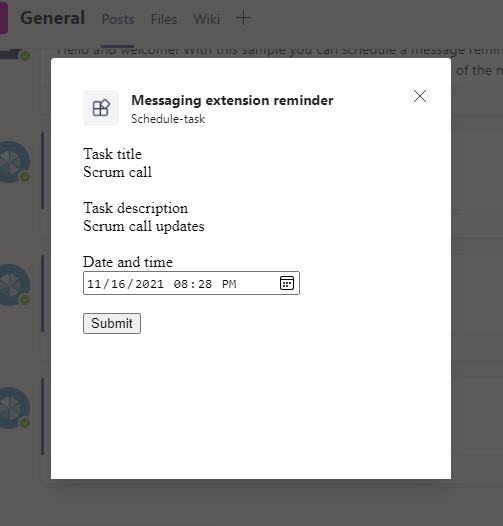 General Posts Files Wiki
Hello and welcome! With this sample you can schedule a message remin
of the m
Messaging extension reminder
Schedule-task
Task title
Scrum call
Task description
Scrum call updates
Date and time
11/16/2021 08:28 PM
Submit